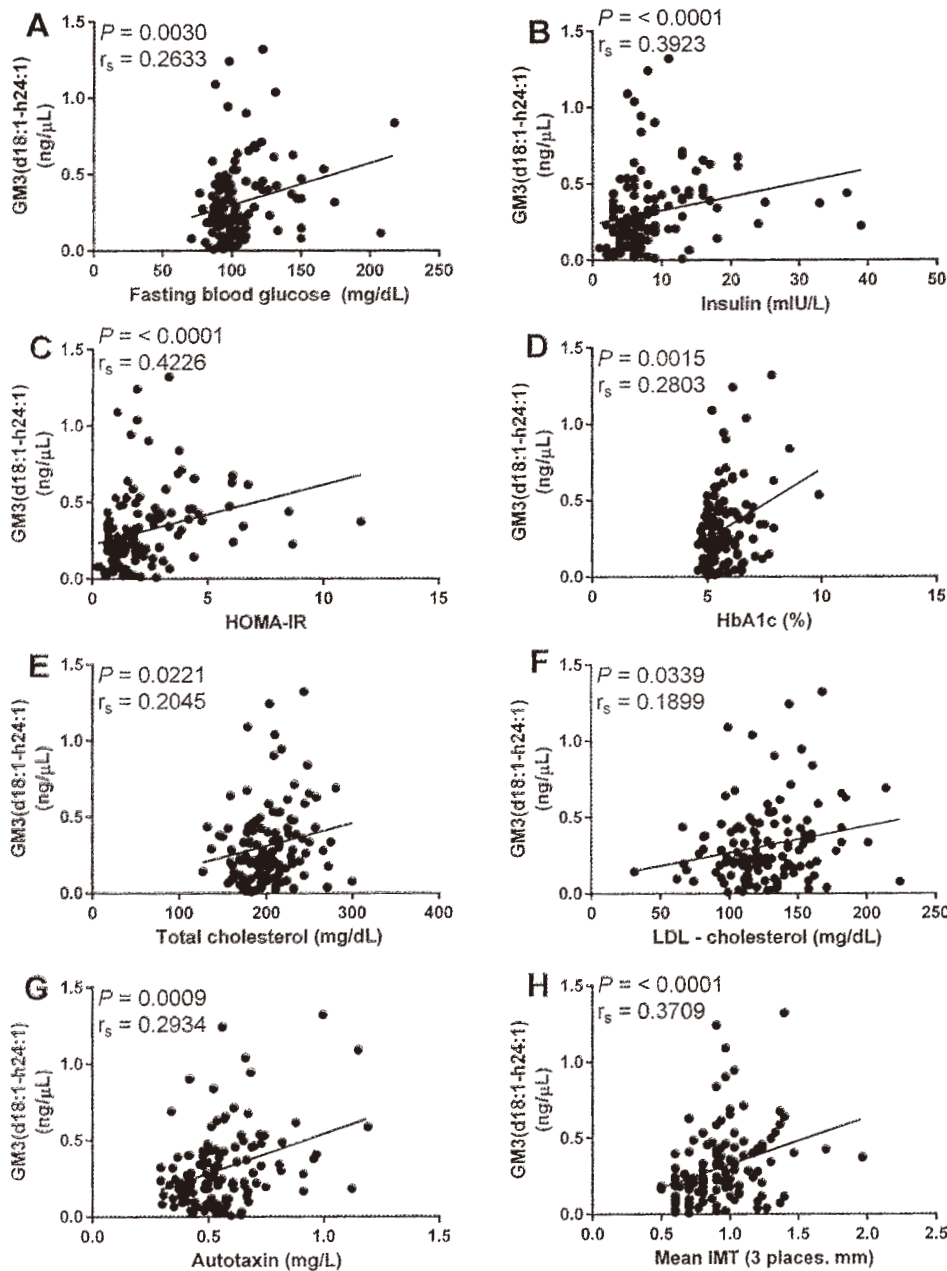 A
P = 0.0030
rs = 0.2633
GM3(d18:1-h24:1)
(ng/µL)
1.5
1.0
0.5
0.0
0
50
100
150
200
250
Fasting blood glucose (mg/dL)
B
P = < 0.0001
rs = 0.3923
GM3(d18:1-h24:1)
(ng/µL)
1.5
1.0
0.5
0.0
0
10
20
30
40
50
Insulin (mIU/L)
C
P = < 0.0001
rs = 0.4226
GM3(d18:1-h24:1)
(ng/µL)
1.5
1.0
0.5
0.0
0
5
10
15
HOMA-IR
D
P = 0.0015
rs = 0.2803
GM3(d18:1-h24:1)
(ng/µL)
1.5
1.0
0.5
0.0
0
5
10
15
HbA1c (%)
E
P = 0.0221
rs = 0.2045
GM3(d18:1-h24:1)
(ng/µL)
1.5
1.0
0.5
0.0
0
100
200
300
400
Total cholesterol (mg/dL)
F
P = 0.0339
rs = 0.1899
GM3(d18:1-h24:1)
(ng/µL)
1.5
1.0
0.5
0.0
0
50
100
150
200
250
LDL - cholesterol (mg/dL)
G
P = 0.0009
rs = 0.2934
GM3(d18:1-h24:1)
(ng/µL)
1.5
1.0
0.5
0.0
0.0
0.5
1.0
1.5
Autotaxin (mg/L)
H
P = < 0.0001
rs = 0.3709
GM3(d18:1-h24:1)
(ng/µL)
1.5
1.0
0.5
0.0
0.0
0.5
1.0
1.5
2.0
2.5
Mean IMT (3 places. mm)